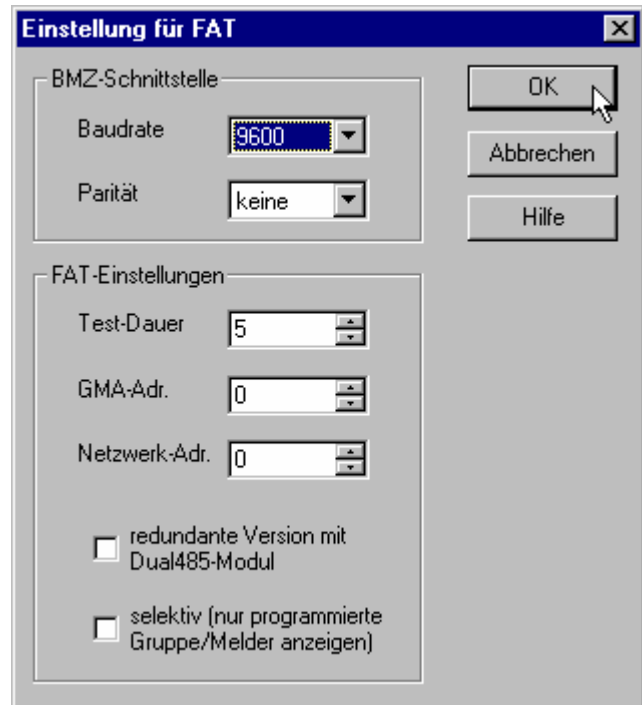 Einstellung für FAT
BMZ-Schnittstelle
Baudrate
9600
Parität
keine
OK
Abbrechen
Hilfe
FAT-Einstellungen
Test-Dauer
5
GMA-Adr.
0
Netzwerk-Adr.
0
redundante Version mit
Dual485-Modul
selektiv (nur programmierte
Gruppe/Melder anzeigen)